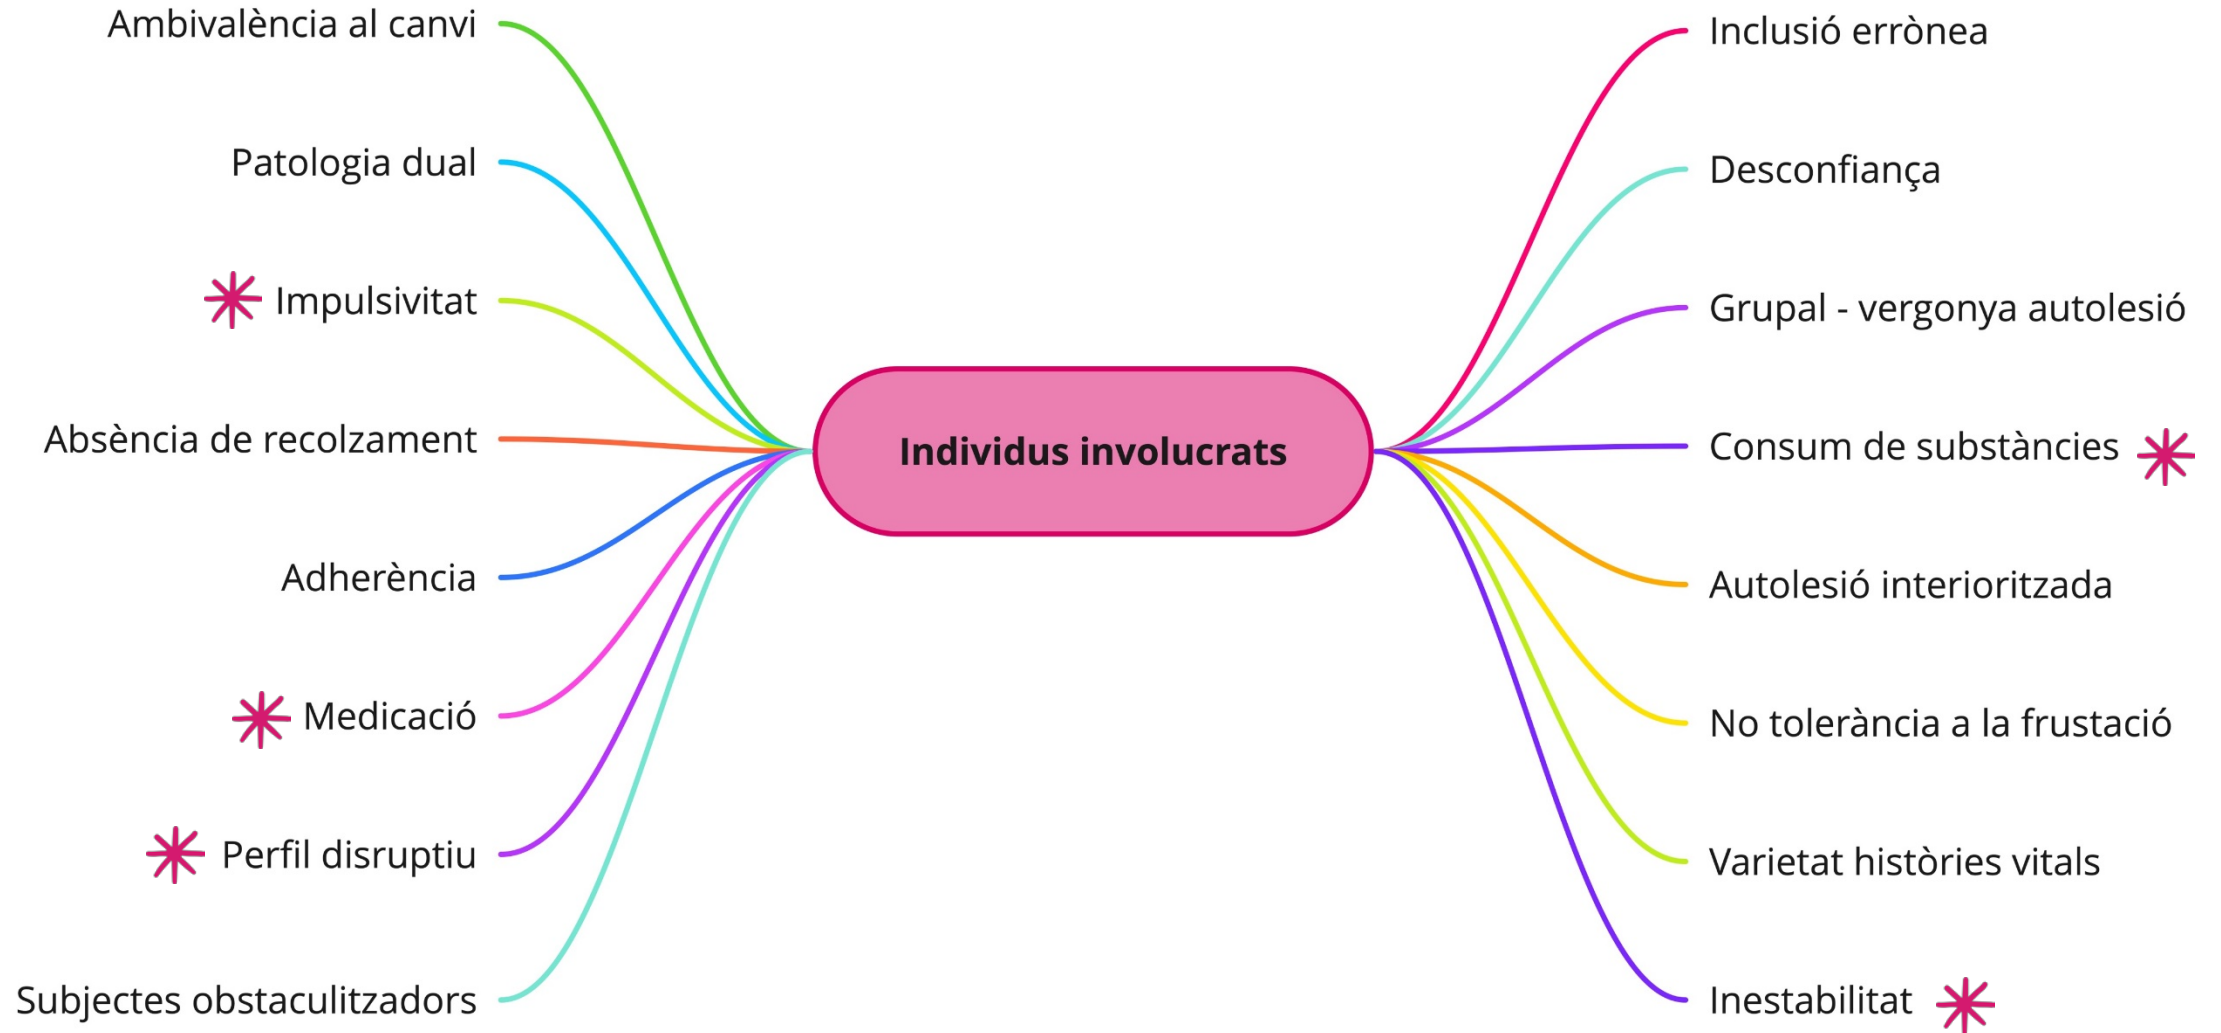 Ambivalència al canvi
Patologia dual
Impulsivitat
Absència de recolzament
Adherència
Medicació
Perfil disruptiu
Subjectes obstaculitzadors
Individus involucrats
Inclusió errònea
Desconfiança
Grupal - vergonya autolesió
Consum de substàncies
Autolesió interioritzada
No tolerància a la frustació
Varietat històries vitals
Inestabilitat